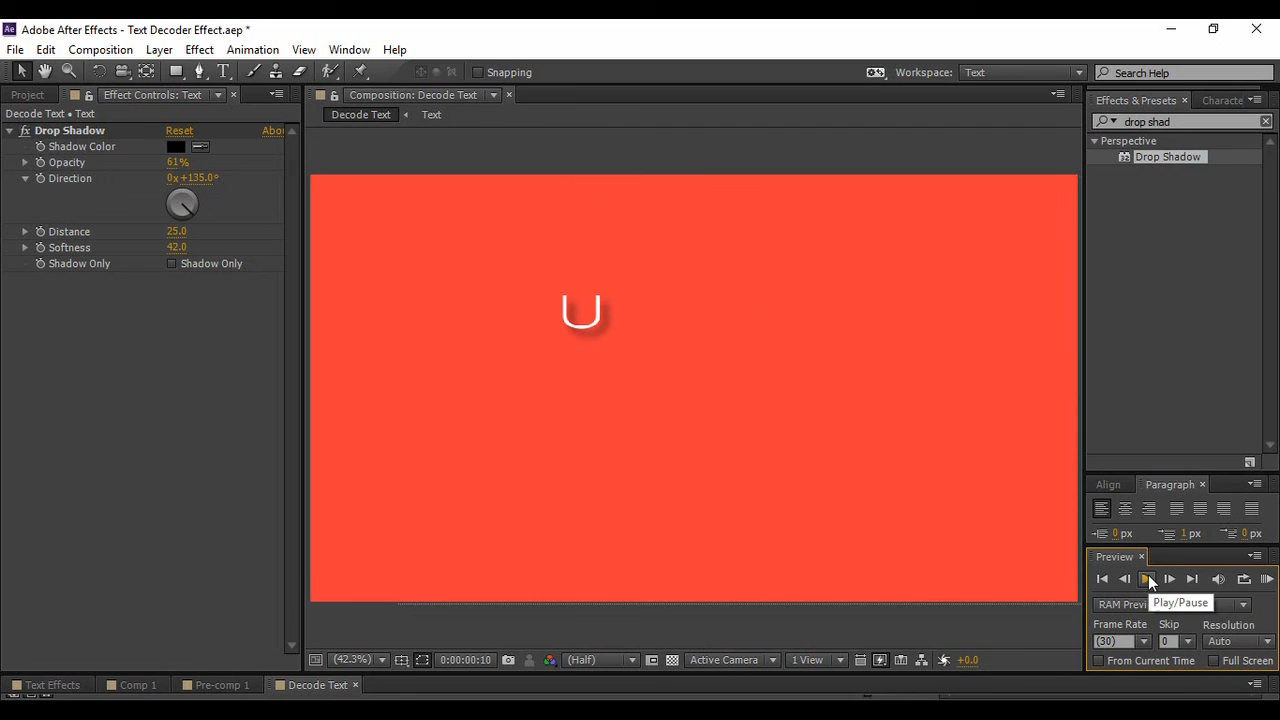 Adobe After Effects - Text Decoder Effect.aep *
File Edit Composition Layer Effect Animation View Window Help
Snapping
Workspace: Text
Search Help
Project Effect Controls: Text
Composition: Decode Text
Effects & Presets Characte
Decode Text • Text
Decode Text Text
drop shad
fx Drop Shadow Reset Abou
Perspective
Shadow Color
Drop Shadow
Opacity 61%
Direction 0x+135.0°
Distance 25.0
Softness 42.0
Shadow Only Shadow Only
U
Align Paragraph
0 px 1 px 0 px
Preview
RAM Previ
Play/Pause
Frame Rate Skip Resolution
(30) 0 Auto
From Current Time Full Screen
(42.3%) 0:00:00:10 (Half) Active Camera 1 View +0.0
Text Effects Comp 1 Pre-comp 1 Decode Text